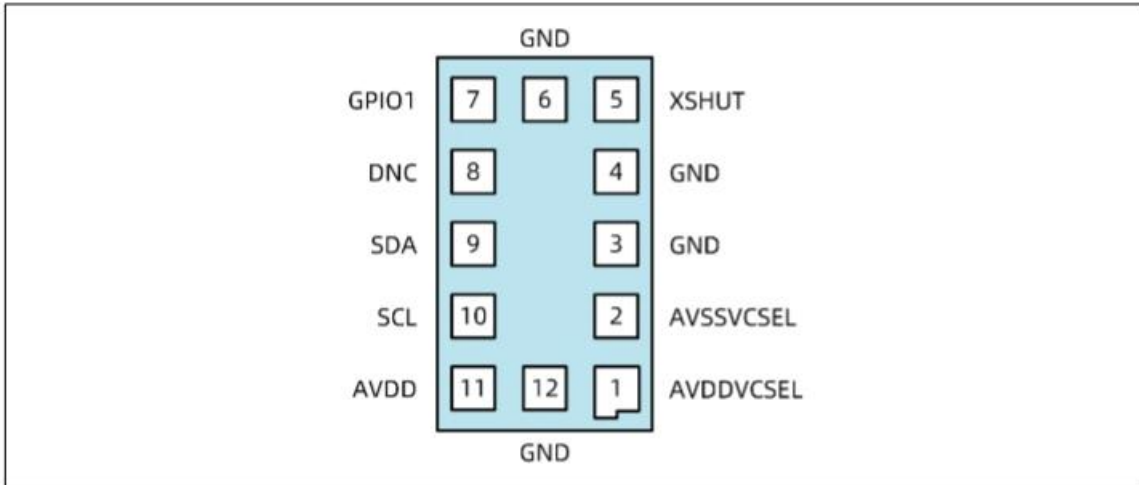 GND
GPIO1 7 6 5 XSHUT
DNC 8 4 GND
SDA 9 3 GND
SCL 10 2 AVSSVCSEL
AVDD 11 12 1 AVDDVCSEL
GND